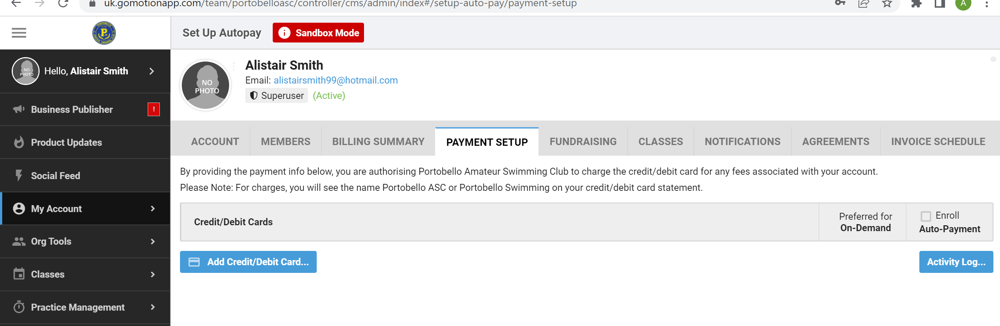 uk.gomotionapp.com/team/portobelloasc/controller/cms/admin/index#/setup-auto-pay/payment-setup
A
PORTOBELLO
P
AMATEUR SWIMMING CLUB
Set Up Autopay
Sandbox Mode
NO PHOTO
Hello, Alistair Smith
Business Publisher
!
Product Updates
Social Feed
My Account
Org Tools
Classes
Practice Management
NO
PHOTO
Alistair Smith
Email: alistairsmith99@hotmail.com
Superuser (Active)
ACCOUNT MEMBERS BILLING SUMMARY PAYMENT SETUP FUNDRAISING CLASSES NOTIFICATIONS AGREEMENTS INVOICE SCHEDULE
By providing the payment info below, you are authorising Portobello Amateur Swimming Club to charge the credit/debit card for any fees associated with your account.
Please Note: For charges, you will see the name Portobello ASC or Portobello Swimming on your credit/debit card statement.
Credit/Debit Cards
Preferred for
On-Demand
Enroll
Auto-Payment
Add Credit/Debit Card...
Activity Log...